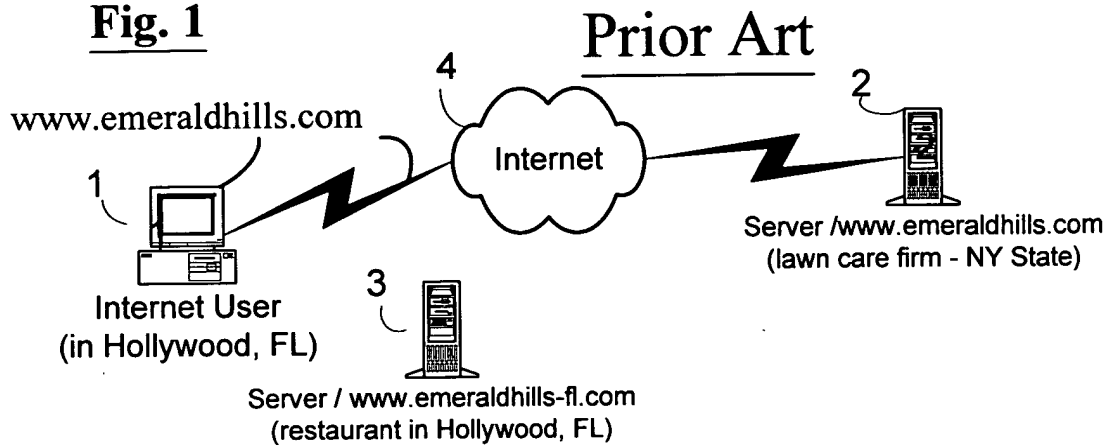 Fig. 1
Prior Art
4
2
www.emeraldhills.com
Internet
1
Server /www.emeraldhills.com
(lawn care firm - NY State)
3
Internet User
(in Hollywood, FL)
Server / www.emeraldhills-fl.com
(restaurant in Hollywood, FL)